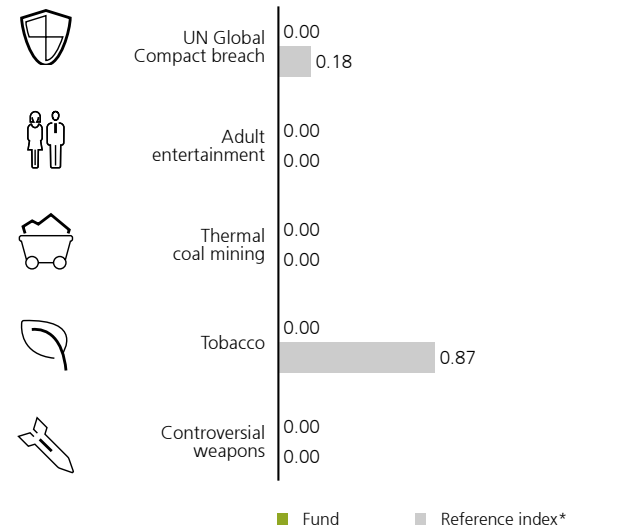 UN Global
Compact breach
0.00
0.18
Adult
entertainment
0.00
0.00
Thermal
coal mining
0.00
0.00
Tobacco
0.00
0.87
Controversial
weapons
0.00
0.00
Fund
Reference index*